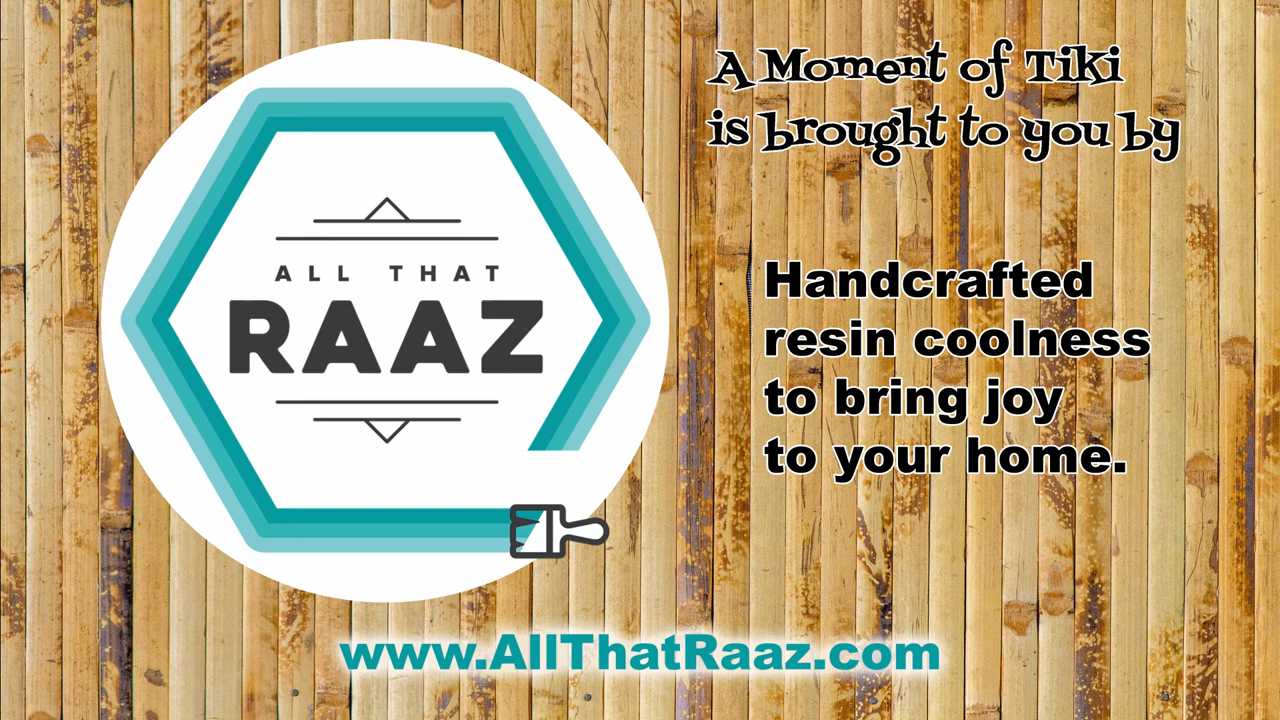 A Moment of Tiki
is brought to you by
ALL THAT
RAAZ
Handcrafted
resin coolness
to bring joy
to your home.
www.AllThatRaaz.com